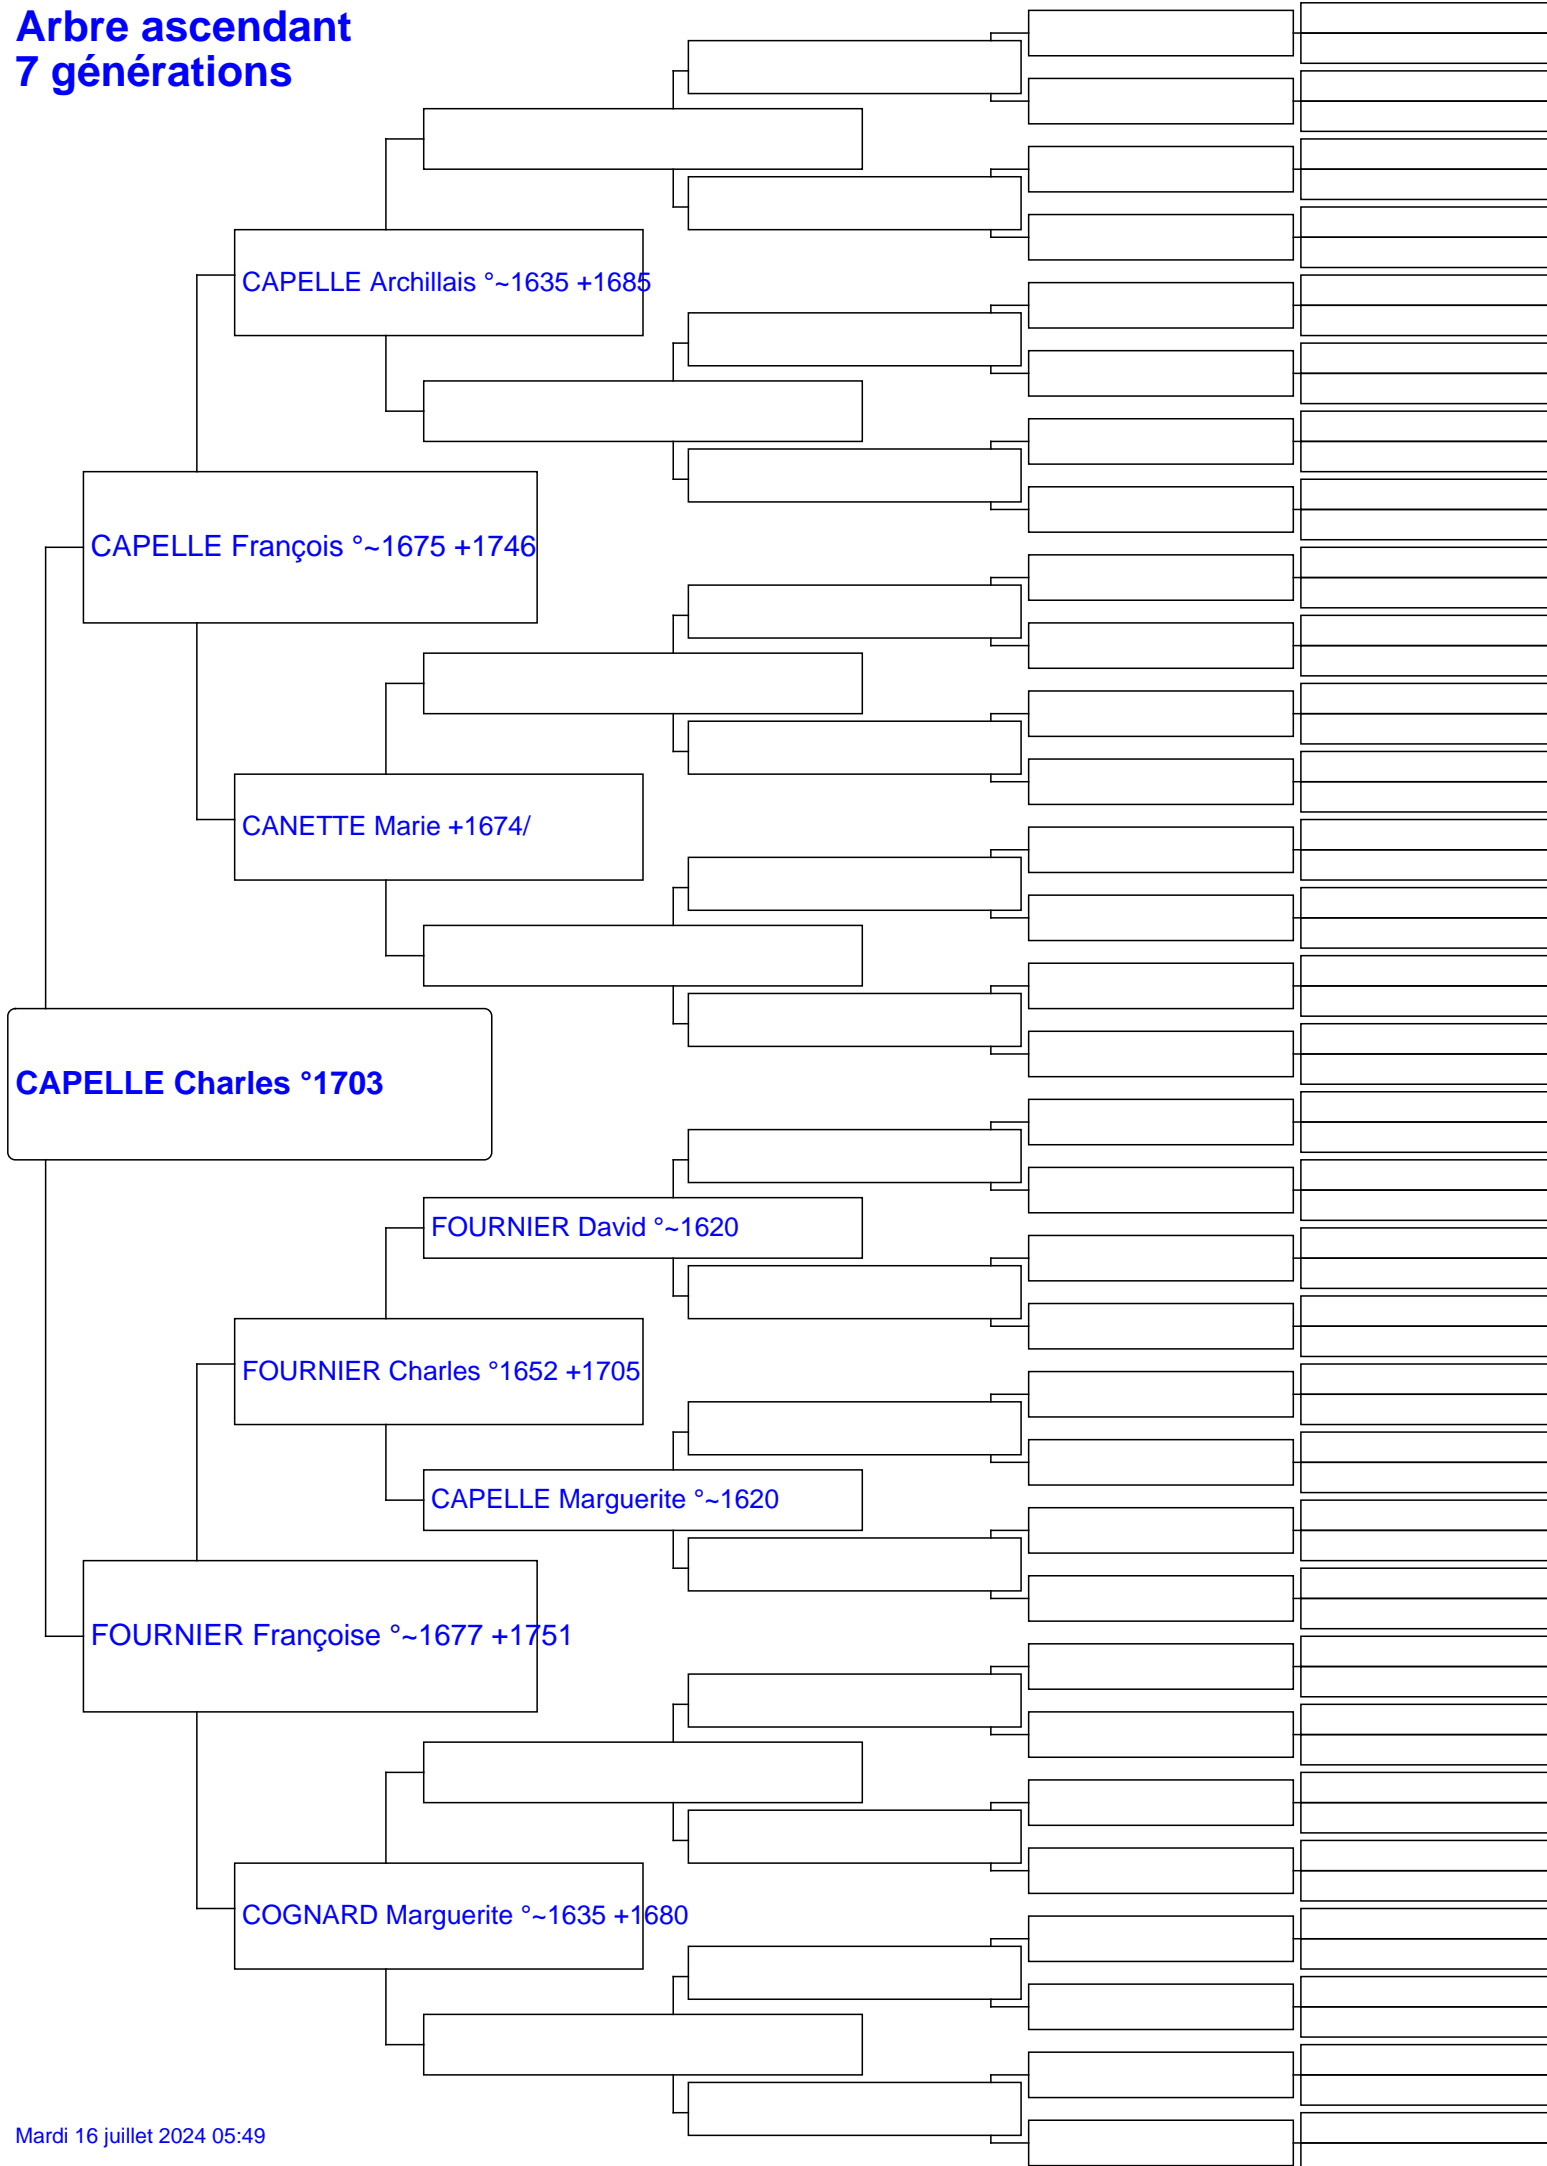 Arbre ascendant
7 générations
CAPELLE Archillais °~1635 +1685
CAPELLE François °~1675 +1746
CANETTE Marie +1674/
CAPELLE Charles °1703
FOURNIER David °~1620
FOURNIER Charles °1652 +1705
CAPELLE Marguerite °~1620
FOURNIER Françoise °~1677 +1751
COGNARD Marguerite °~1635 +1680
Mardi 16 juillet 2024 05:49